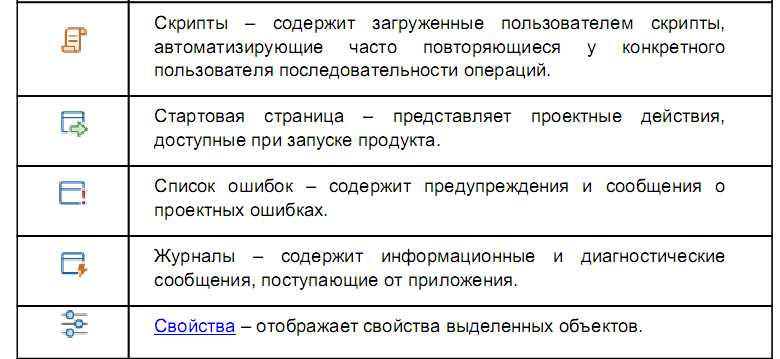 Скрипты – содержит загруженные пользователем скрипты,
автоматизирующие часто повторяющиеся у конкретного
пользователя последовательности операций.
Стартовая страница – представляет проектные действия,
доступные при запуске продукта.
Список ошибок – содержит предупреждения и сообщения о
проектных ошибках.
Журналы – содержит информационные и диагностические
сообщения, поступающие от приложения.
Свойства – отображает свойства выделенных объектов.